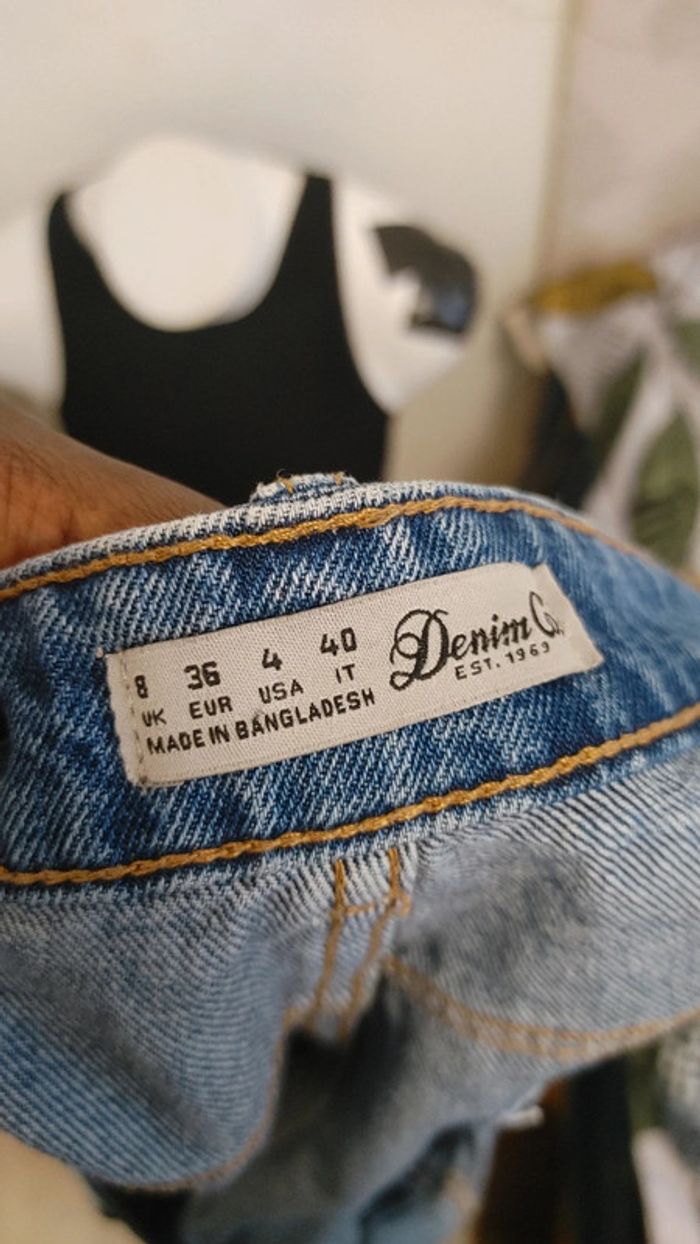 8 36 4 40
UK EUR USA IT
MADE IN BANGLADESH
Denim Co.
EST. 1969